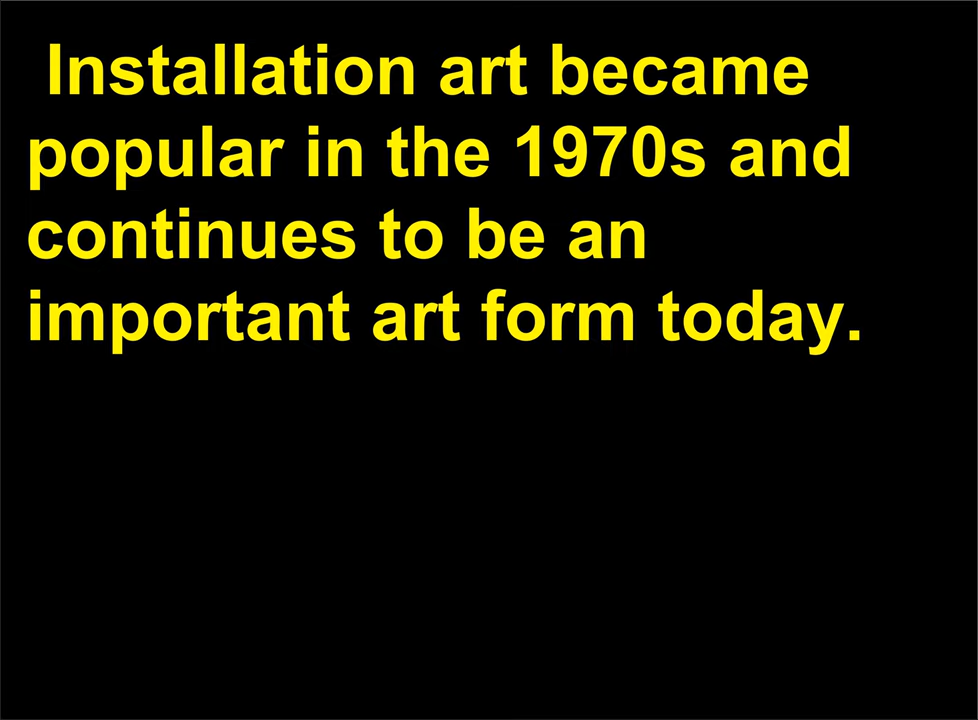 Installation art became
popular in the 1970s and
continues to be an
important art form today.